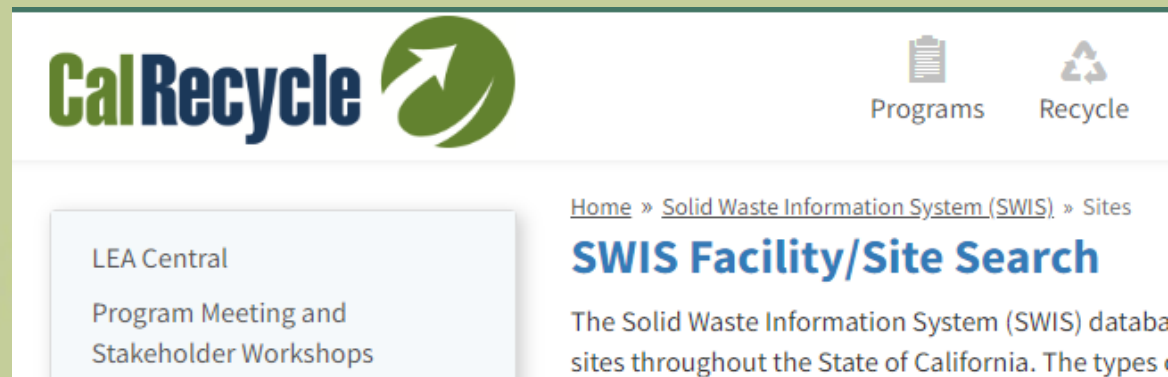 CalRecycle
Programs
Recycle
Home » Solid Waste Information System (SWIS) » Sites
SWIS Facility/Site Search
LEA Central
Program Meeting and
Stakeholder Workshops
The Solid Waste Information System (SWIS)
sites throughout the State of California. The types